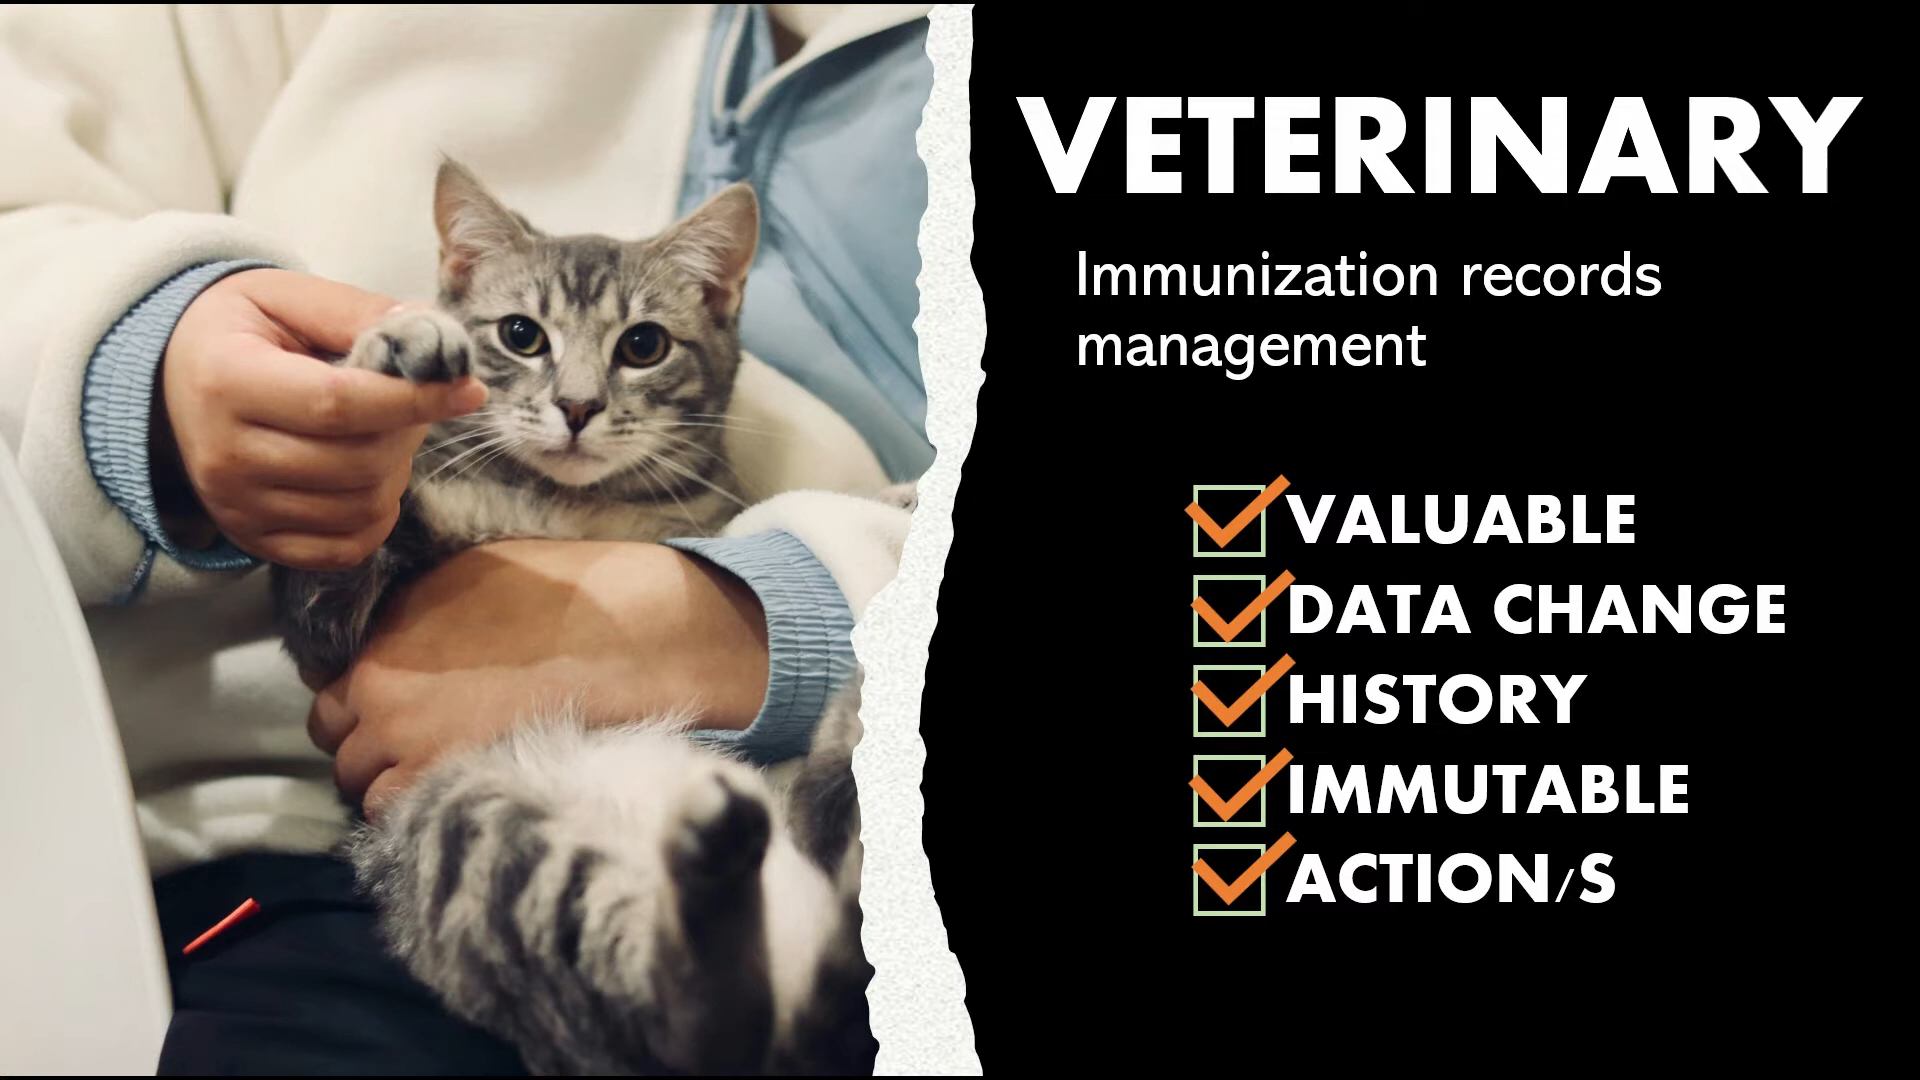 VETERINARY
Immunization records
management
VALUABLE
DATA CHANGE
HISTORY
IMMUTABLE
ACTION/S